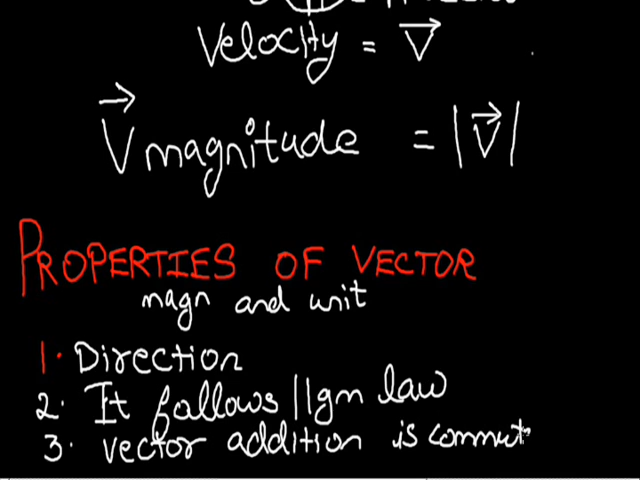 Velocity = V⃗
V⃗ magnitude = |V⃗|
PROPERTIES OF VECTOR
magn and unit
1. Direction
2. It follows ||gm law
3. vector addition is commut